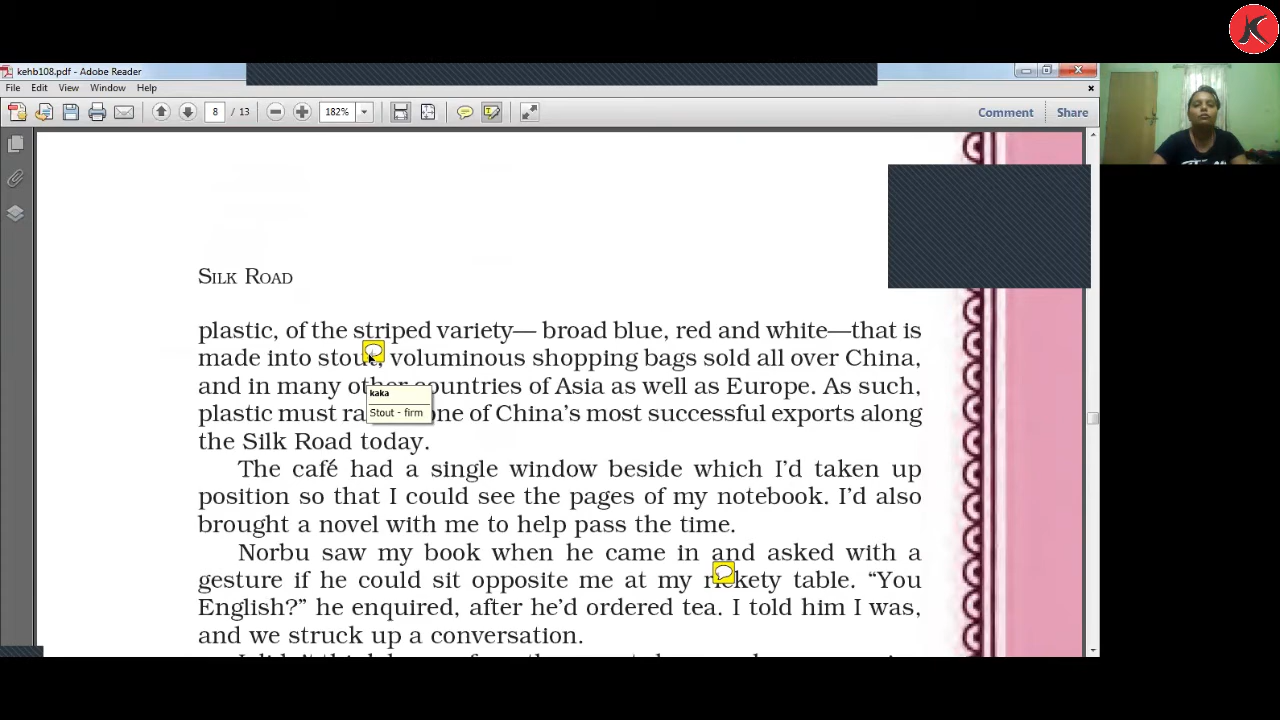 kehb108.pdf - Adobe Reader
File Edit View Window Help
8 / 13 182% Comment Share
SILK ROAD
plastic, of the striped variety— broad blue, red and white—that is
made into stout, voluminous shopping bags sold all over China,
and in many other countries of Asia as well as Europe. As such,
kaka
plastic must one of China's most successful exports along
Stout - firm
the Silk Road today.
The café had a single window beside which I'd taken up
position so that I could see the pages of my notebook. I'd also
brought a novel with me to help pass the time.
Norbu saw my book when he came in and asked with a
gesture if he could sit opposite me at my rickety table. “You
English?” he enquired, after he'd ordered tea. I told him I was,
and we struck up a conversation.